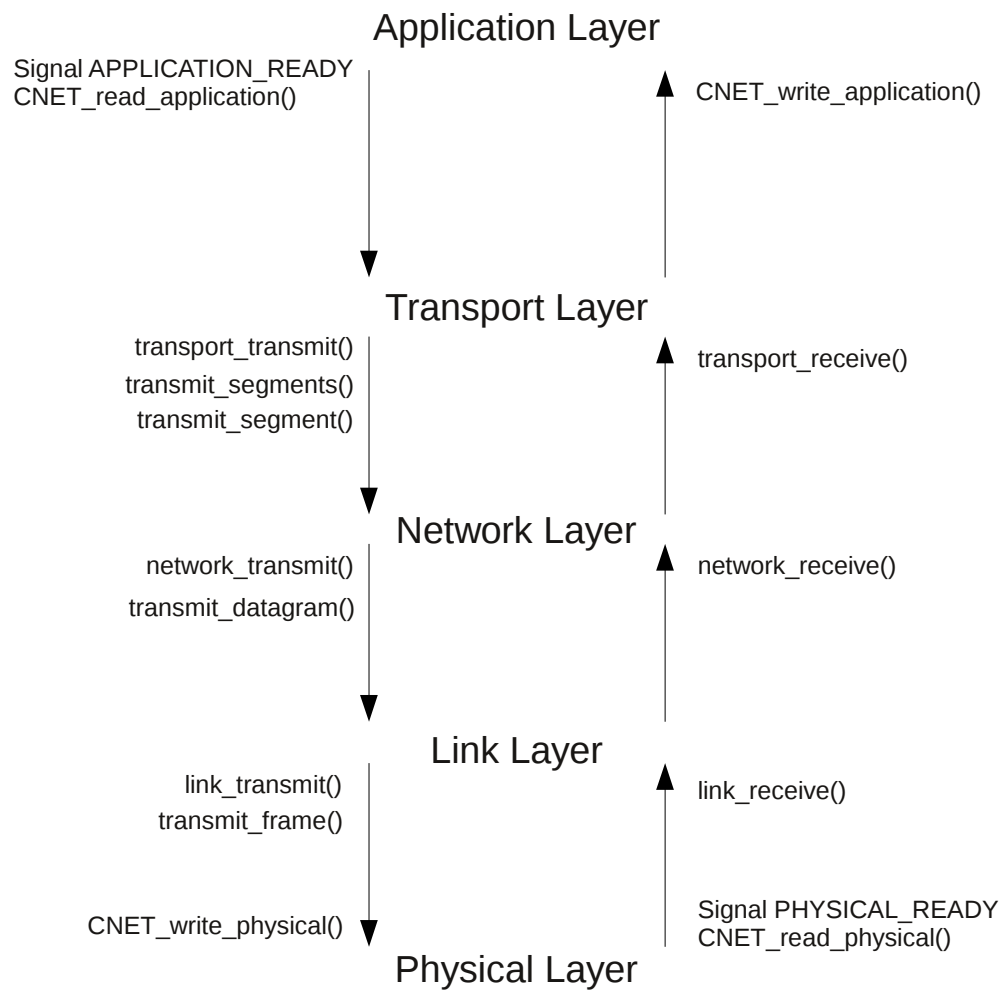 Application Layer
Signal APPLICATION_READY
CNET_read_application()
CNET_write_application()
Transport Layer
transport_transmit()
transmit_segments()
transmit_segment()
transport_receive()
Network Layer
network_transmit()
transmit_datagram()
network_receive()
Link Layer
link_transmit()
transmit_frame()
link_receive()
CNET_write_physical()
Signal PHYSICAL_READY
CNET_read_physical()
Physical Layer